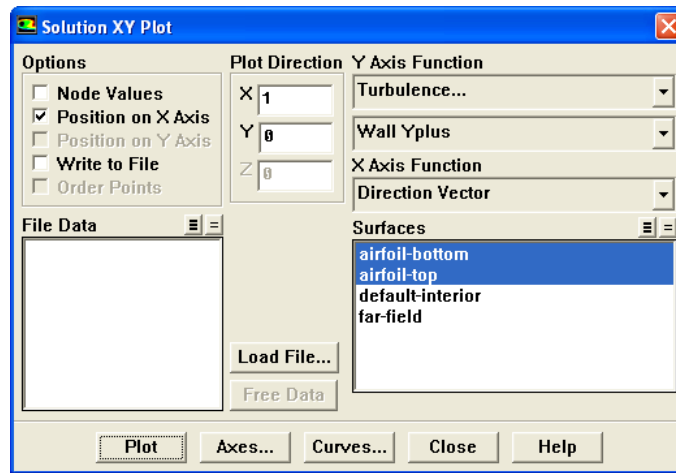 Solution XY Plot
Options
Node Values
Position on X Axis
Position on Y Axis
Write to File
Order Points
Plot Direction
X 1
Y 0
Z 0
Y Axis Function
Turbulence...
Wall Yplus
X Axis Function
Direction Vector
File Data
Surfaces
airfoil-bottom
airfoil-top
default-interior
far-field
Load File...
Free Data
Plot
Axes...
Curves...
Close
Help